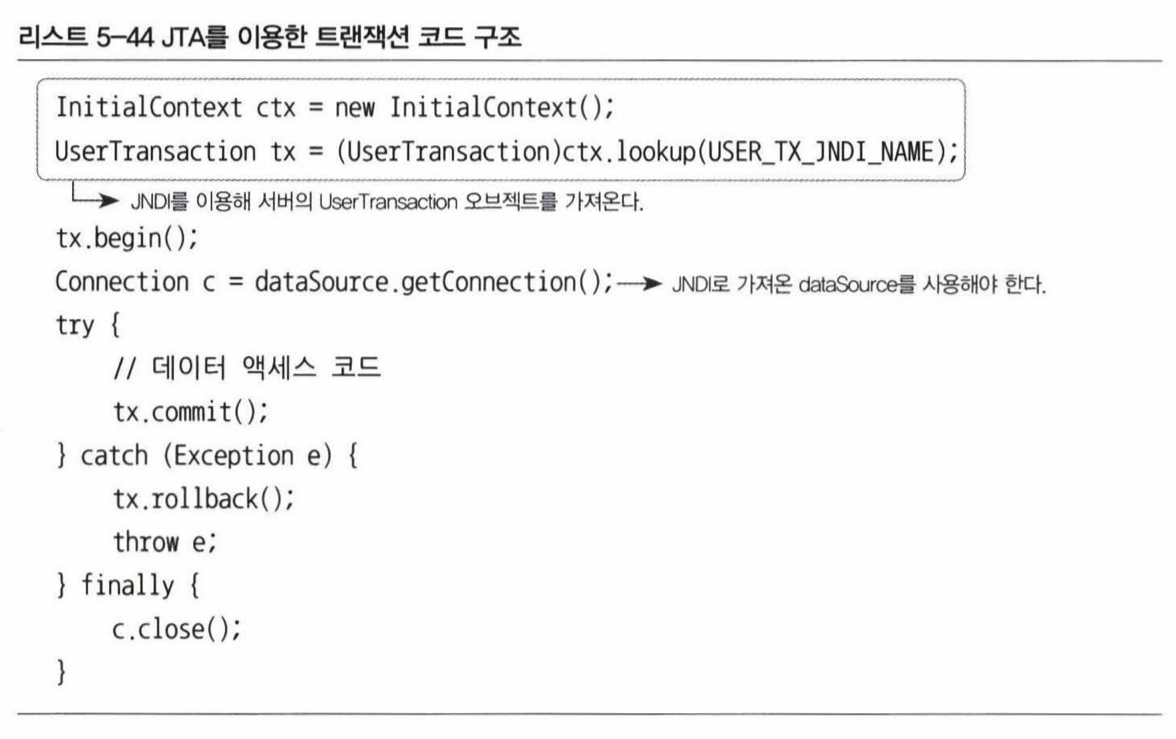 리스트 5-44 JTA를 이용한 트랜잭션 코드 구조
InitialContext ctx = new InitialContext();
UserTransaction tx = (UserTransaction)ctx.lookup(USER_TX_JNDI_NAME);
JNDI를 이용해 서버의 UserTransaction 오브젝트를 가져온다.
tx.begin();
Connection c = dataSource.getConnection(); JNDI로 가져온 dataSource를 사용해야 한다.
try {
// 데이터 액세스 코드
tx.commit();
} catch (Exception e) {
tx.rollback();
throw e;
} finally {
c.close();
}